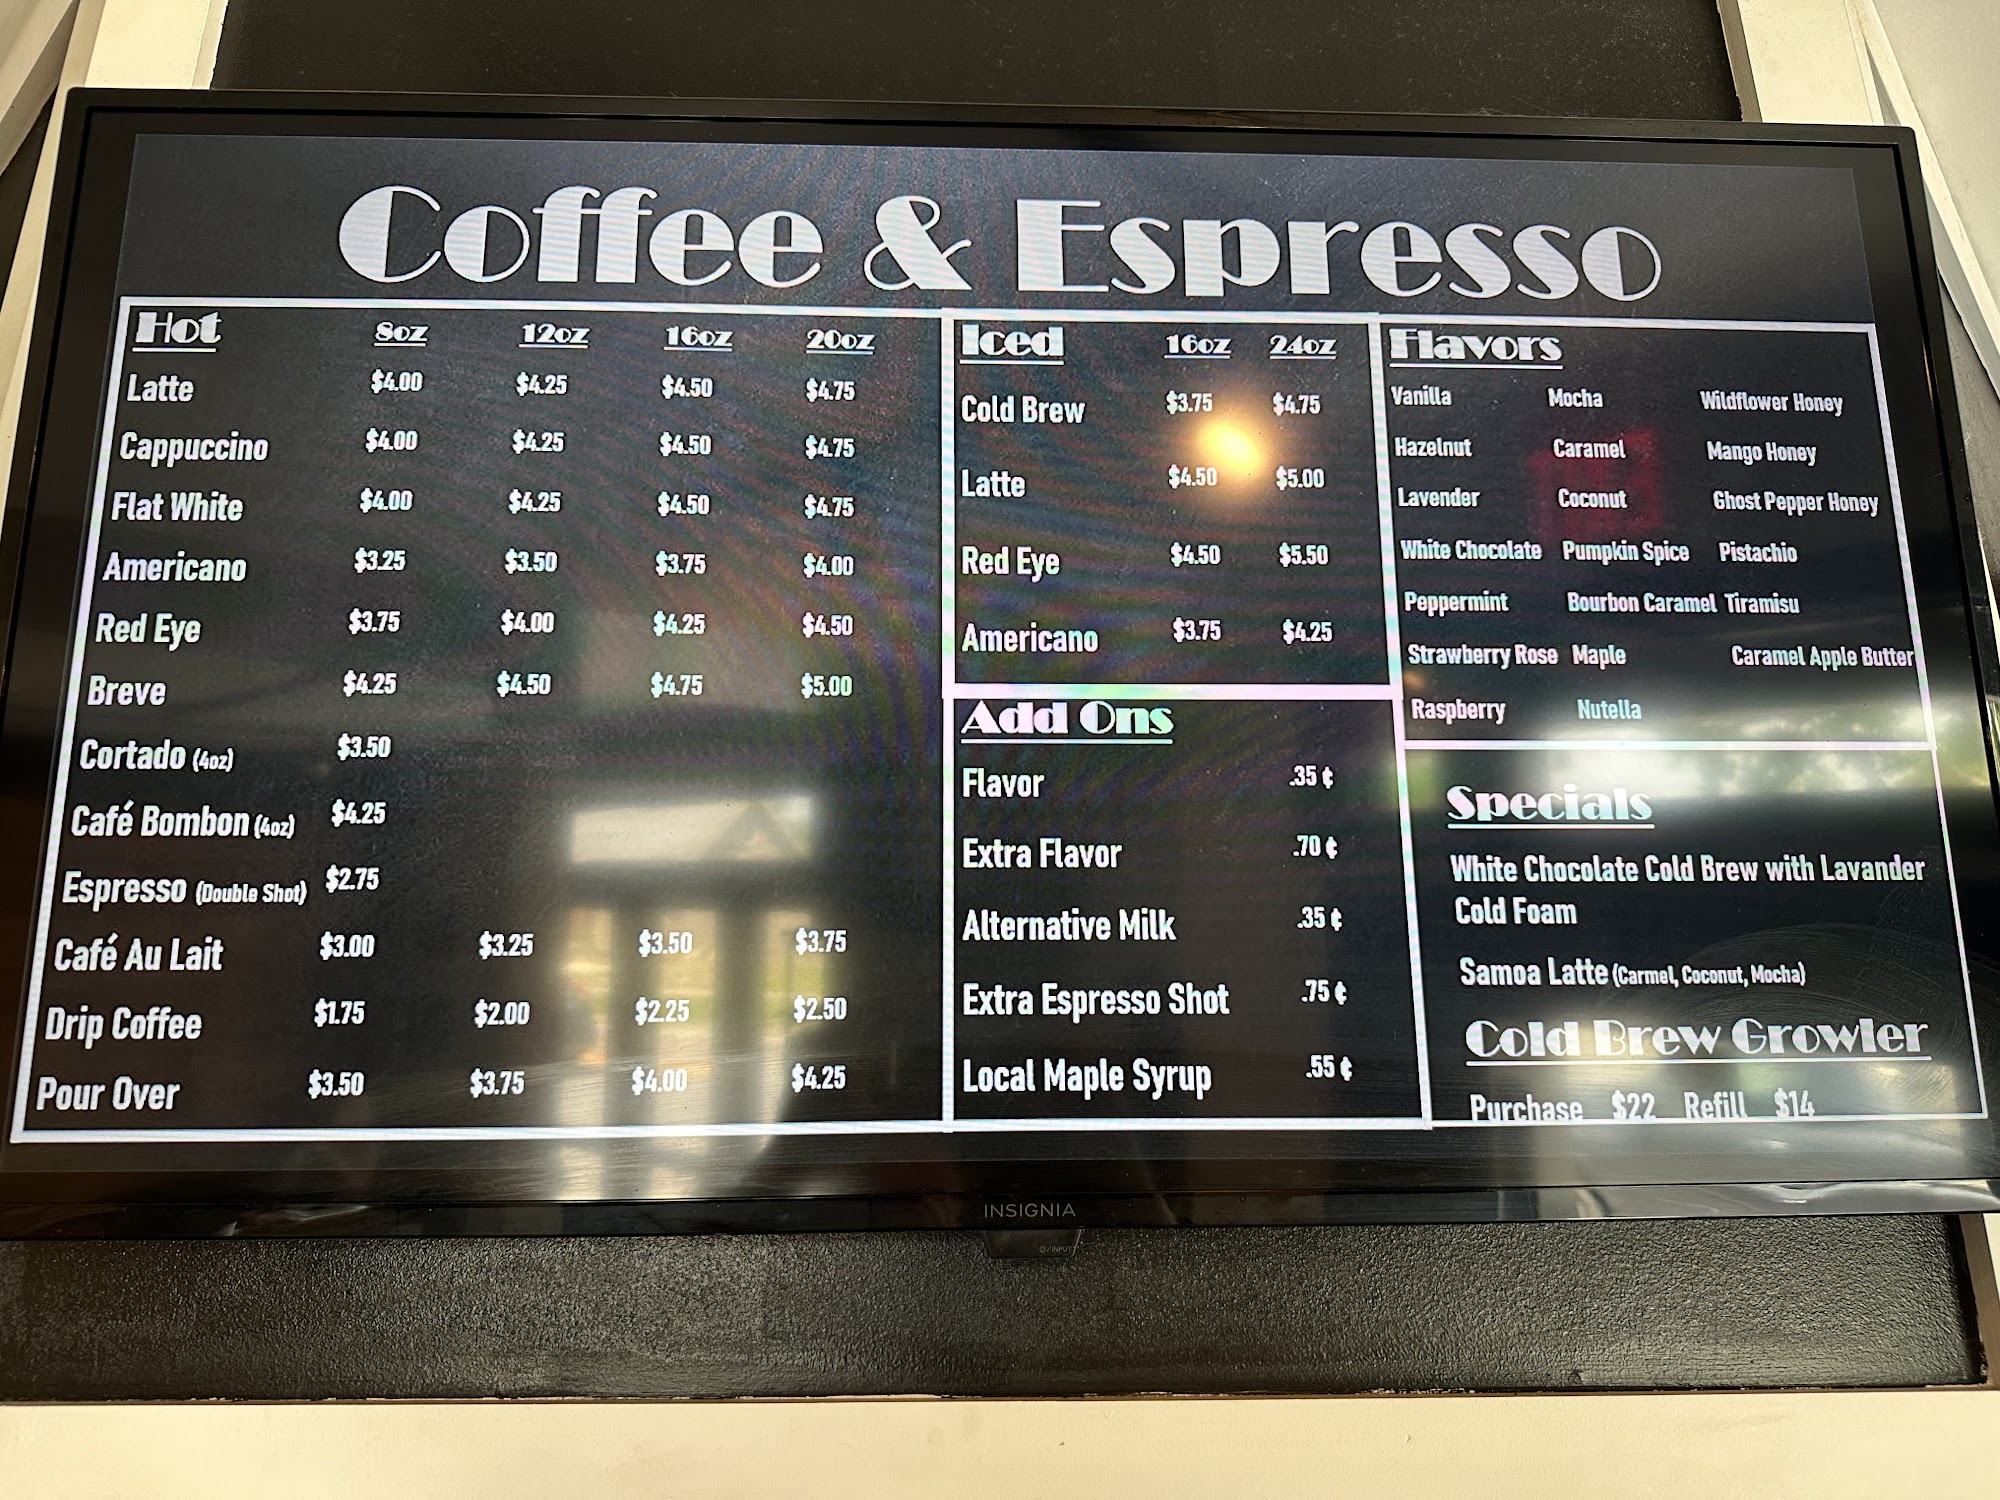 Coffee & Espresso
Hot 8oz 12oz 16oz 20oz
Latte $4.00 $4.25 $4.50 $4.75
Cappuccino $4.00 $4.25 $4.50 $4.75
Flat White $4.00 $4.25 $4.50 $4.75
Americano $3.25 $3.50 $3.75 $4.00
Red Eye $3.75 $4.00 $4.25 $4.50
Breve $4.25 $4.50 $4.75 $5.00
Cortado (4oz) $3.50
Café Bombon (4oz) $4.25
Espresso (Double Shot) $2.75
Café Au Lait $3.00 $3.25 $3.50 $3.75
Drip Coffee $1.75 $2.00 $2.25 $2.50
Pour Over $3.50 $3.75 $4.00 $4.25
Iced 16oz 24oz
Cold Brew $3.75 $4.75
Latte $4.50 $5.00
Red Eye $4.50 $5.50
Americano $3.75 $4.25
Add Ons
Flavor .35 ¢
Extra Flavor .70 ¢
Alternative Milk .35 ¢
Extra Espresso Shot .75 ¢
Local Maple Syrup .55 ¢
Flavors
Vanilla Mocha Wildflower Honey
Hazelnut Caramel Mango Honey
Lavender Coconut Ghost Pepper Honey
White Chocolate Pumpkin Spice Pistachio
Peppermint Bourbon Caramel Tiramisu
Strawberry Rose Maple Caramel Apple Butter
Raspberry Nutella
Specials
White Chocolate Cold Brew with Lavander
Cold Foam
Samoa Latte (Carmel, Coconut, Mocha)
Cold Brew Growler
Purchase $22 Refill $14
INSIGNIA
⏻/INPUT